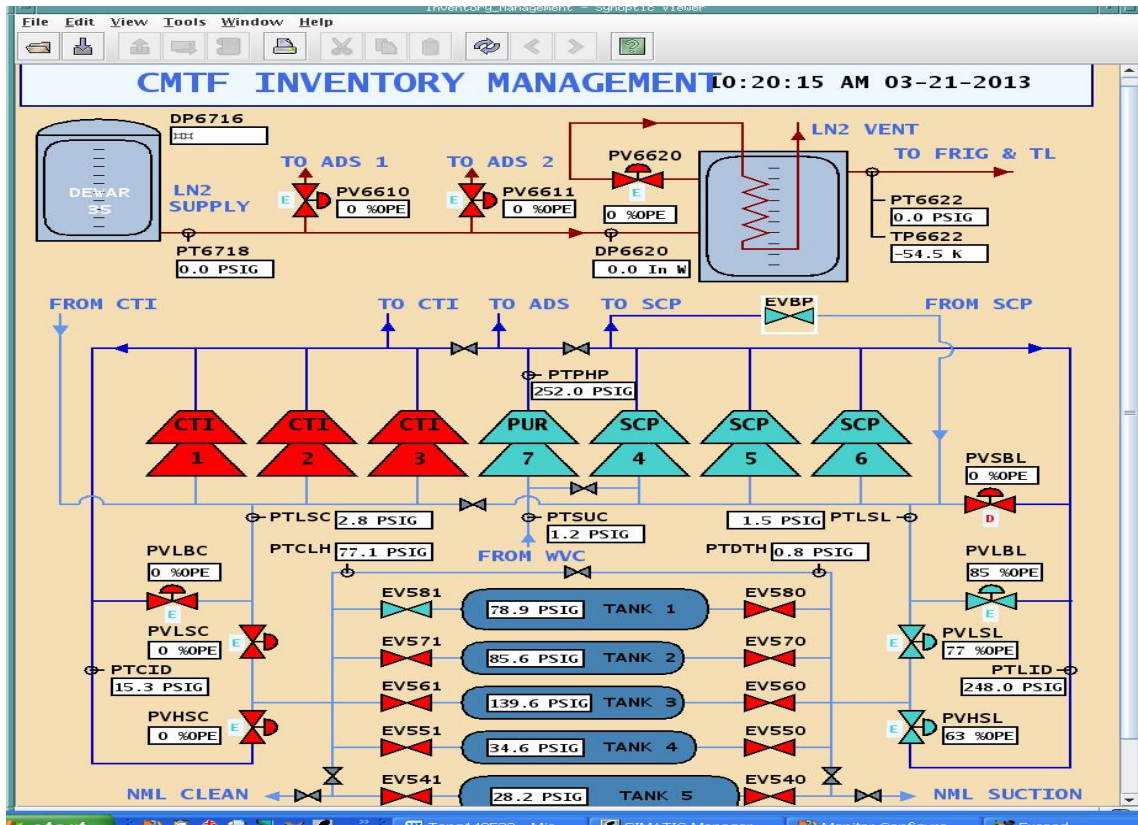 Inventory_Management - Synoptic Viewer
File Edit View Tools Window Help
CMTF INVENTORY MANAGEMENT 10:20:15 AM 03-21-2013
DP6716
DEWAR
35
LN2
SUPPLY
PT6718
0.0 PSIG
TO ADS 1
E
PV6610
0 %OPE
TO ADS 2
E
PV6611
0 %OPE
PV6620
E
0 %OPE
DP6620
0.0 In W
LN2 VENT
TO FRIG & TL
PT6622
0.0 PSIG
TP6622
-54.5 K
FROM CTI
TO CTI
TO ADS
TO SCP
EVBP
FROM SCP
PTPHP
252.0 PSIG
CTI
1
CTI
2
CTI
3
PUR
7
SCP
4
SCP
5
SCP
6
PVSBL
0 %OPE
D
PTLSC
2.8 PSIG
PTSUC
1.2 PSIG
FROM WVC
1.5 PSIG
PTLSL
PTCLH
77.1 PSIG
PTDTH
0.8 PSIG
PVLBC
0 %OPE
E
PVLBL
85 %OPE
E
PVLSC
0 %OPE
E
PVLSL
77 %OPE
E
PTCID
15.3 PSIG
PTLID
248.0 PSIG
PVHSC
0 %OPE
E
PVHSL
63 %OPE
E
EV581
78.9 PSIG TANK 1
EV580
EV571
85.6 PSIG TANK 2
EV570
EV561
139.6 PSIG TANK 3
EV560
EV551
34.6 PSIG TANK 4
EV550
EV541
28.2 PSIG TANK 5
EV540
NML CLEAN
NML SUCTION